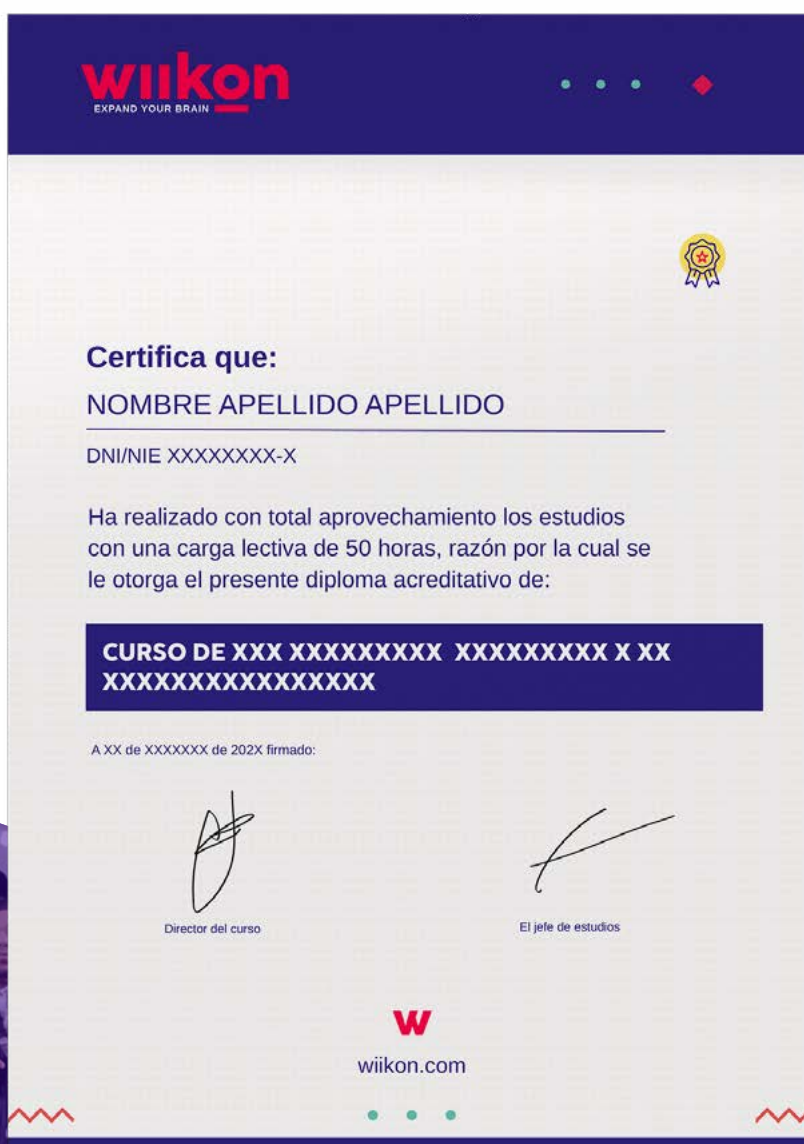 wiikon
EXPAND YOUR BRAIN
Certifica que:
NOMBRE APELLIDO APELLIDO
DNI/NIE XXXXXXXX-X
Ha realizado con total aprovechamiento los estudios
con una carga lectiva de 50 horas, razón por la cual se
le otorga el presente diploma acreditativo de:
CURSO DE XXX XXXXXXXXX XXXXXXXXX X XX
XXXXXXXXXXXXXXXX
A XX de XXXXXXX de 202X firmado:
Director del curso
El jefe de estudios
W
wiikon.com